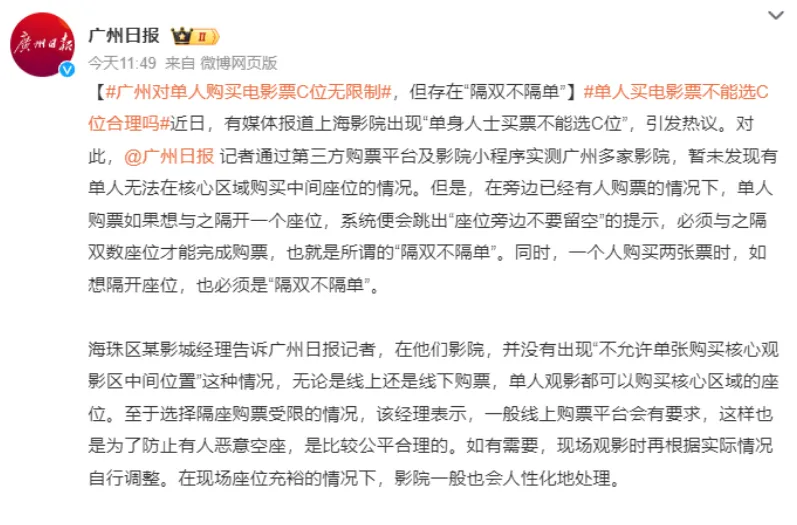 廣州日報
广州日报
II
今天11:49 来自 微博网页版
【#广州对单人购买电影票C位无限制#，但存在“隔双不隔单”】#单人买电影票不能选C
位合理吗#近日，有媒体报道上海影院出现“单身人士买票不能选C位”，引发热议。对
此，@广州日报 记者通过第三方购票平台及影院小程序实测广州多家影院，暂未发现有
单人无法在核心区域购买中间座位的情况。但是，在旁边已经有人购票的情况下，单人
购票如果想与之隔开一个座位，系统便会跳出“座位旁边不要留空”的提示，必须与之隔
双数座位才能完成购票，也就是所谓的“隔双不隔单”。同时，一个人购买两张票时，如
想隔开座位，也必须是“隔双不隔单”。
海珠区某影城经理告诉广州日报记者，在他们影院，并没有出现“不允许单张购买核心观
影区中间位置”这种情况，无论是线上还是线下购票，单人观影都可以购买核心区域的座
位。至于选择隔座购票受限的情况，该经理表示，一般线上购票平台会有要求，这样也
是为了防止有人恶意空座，是比较公平合理的。如有需要，现场观影时再根据实际情况
自行调整。在现场座位充裕的情况下，影院一般也会人性化地处理。